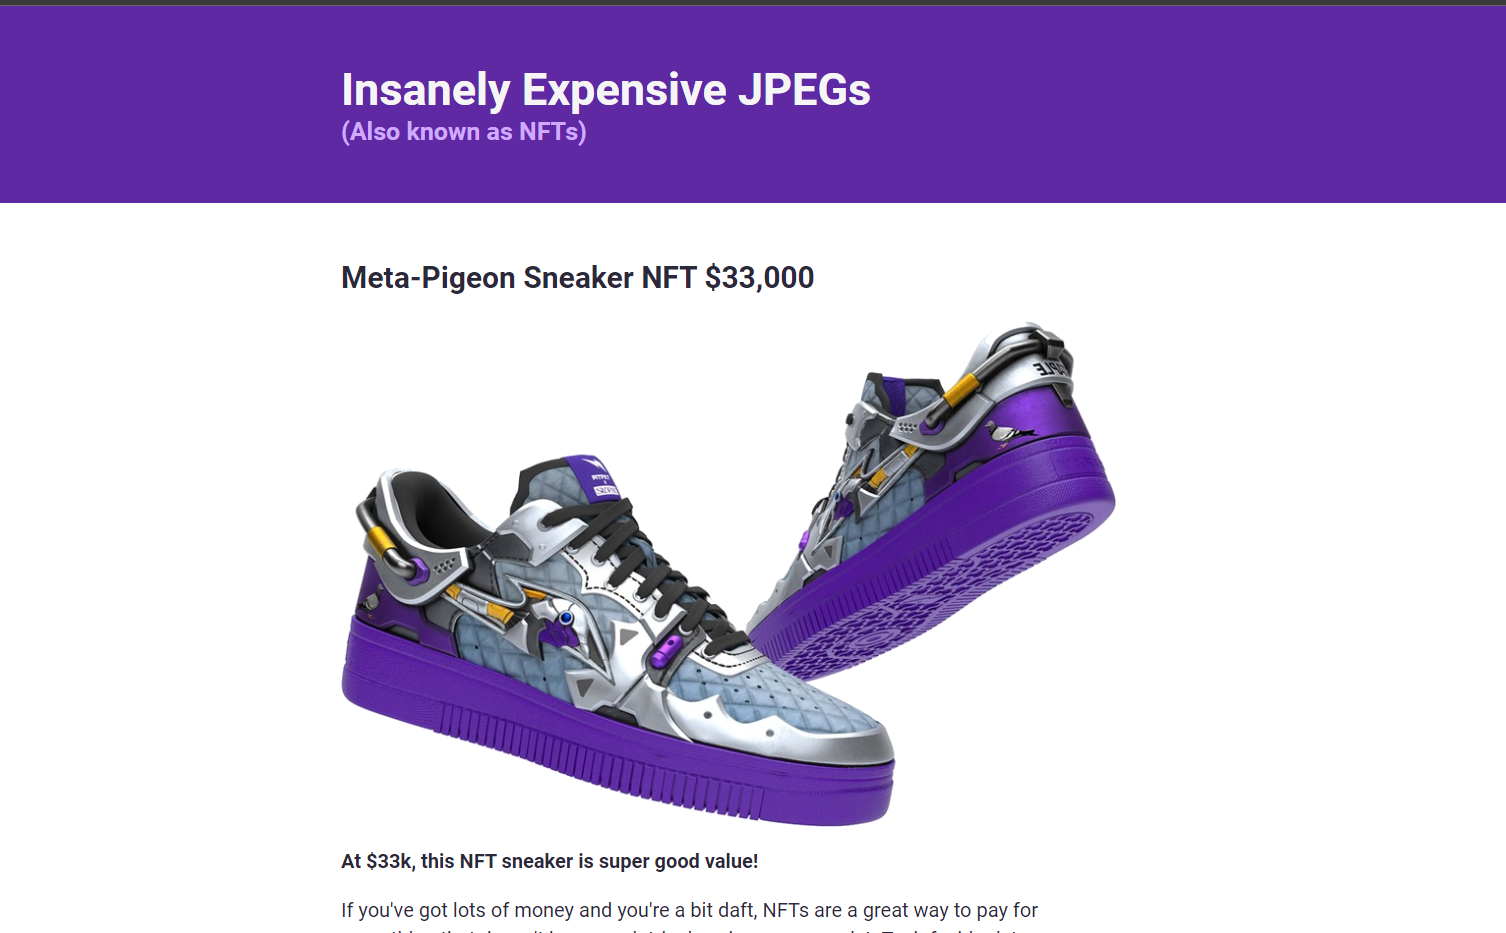 Insanely Expensive JPEGs
(Also known as NFTs)
Meta-Pigeon Sneaker NFT $33,000
At $33k, this NFT sneaker is super good value!
If you've got lots of money and you're a bit daft, NFTs are a great way to pay for